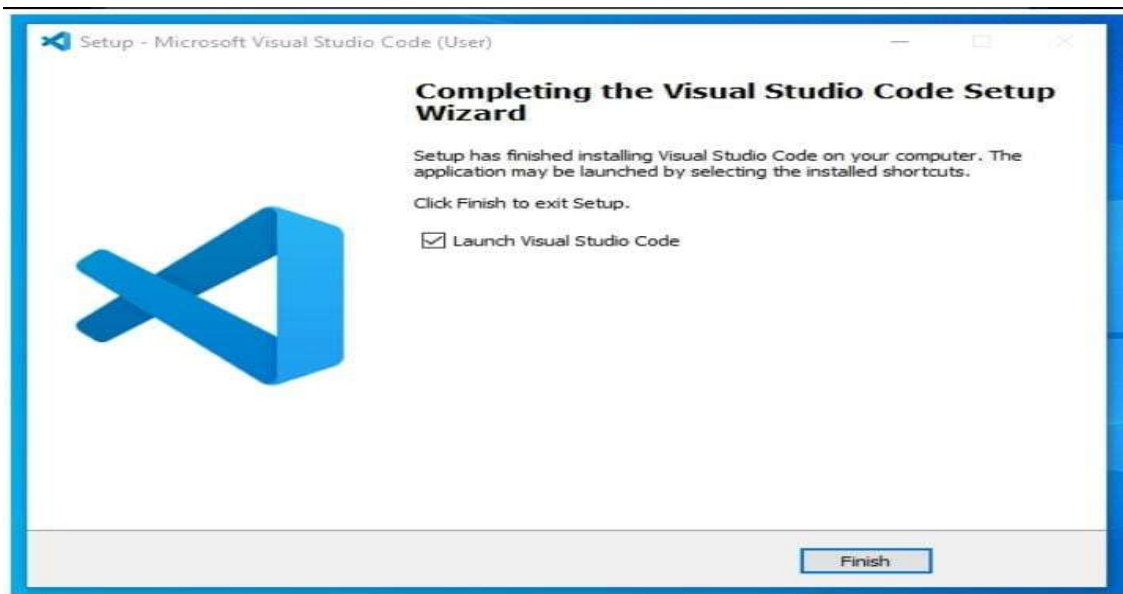 Setup - Microsoft Visual Studio Code (User)
Completing the Visual Studio Code Setup
Wizard
Setup has finished installing Visual Studio Code on your computer. The
application may be launched by selecting the installed shortcuts.
Click Finish to exit Setup.
Launch Visual Studio Code
Finish